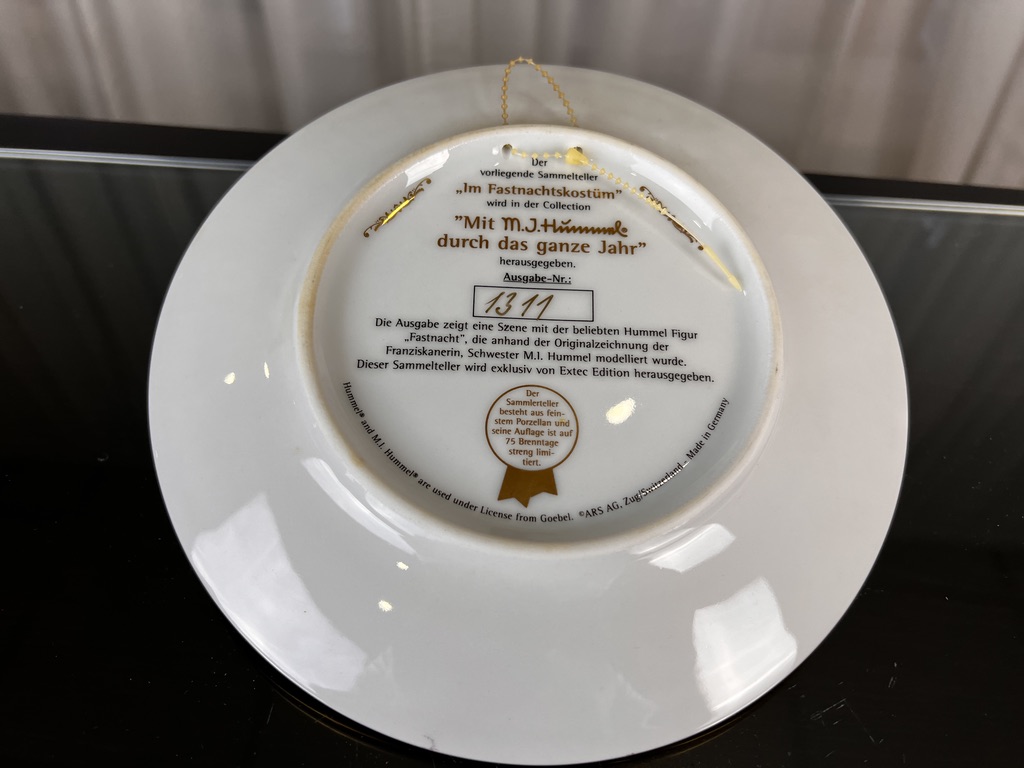 Der
vorliegende Sammelteller
„Im Fastnachtskostüm"
wird in der Collection
"Mit M.J.Hummel
durch das ganze Jahr"
herausgegeben.
Ausgabe-Nr.:
1311
Die Ausgabe zeigt eine Szene mit der beliebten Hummel Figur
„Fastnacht", die anhand der Originalzeichnung der
Franziskanerin, Schwester M.I. Hummel modelliert wurde.
Dieser Sammelteller wird exklusiv von Extec Edition herausgegeben.
Der
Sammlerteller
besteht aus fein-
stem Porzellan und
seine Auflage ist auf
75 Brenntage
streng limi-
tiert.
Hummel® and M.I. Hummel® are used under License from Goebel. ©ARS AG, Zug/Switzerland - Made in Germany